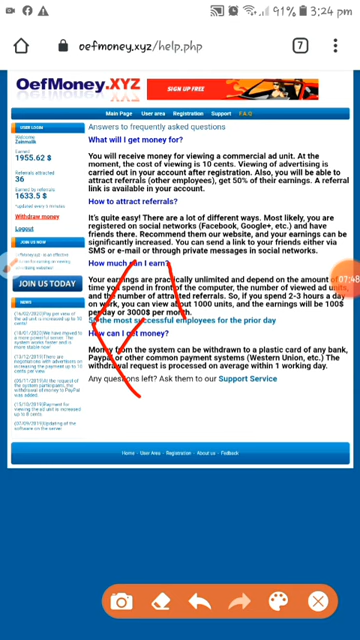 91% 3:24 pm
oefmoney.xyz/help.php
7
OefMoney.XYZ
SIGN UP FREE
Main Page User area Registration Support F.A.Q
USER LOGIN
Welcome
Zainmalik
Earned
1955.62 $
Referrals attracted
36
Earned by referrals
1633.5 $
*updated every 5 minutes
Withdraw money
Logout
JOIN US NOW
JOIN US TODAY
NEWS
Answers to frequently asked questions
What will I get money for?
You will receive money for viewing a commercial ad unit. At the
moment, the cost of viewing is 10 cents. Viewing of advertising is
carried out in your account after registration. Also, you will be able to
attract referrals (other employees), get 50% of their earnings. A referral
link is available in your account.
How to attract referrals?
It's quite easy! There are a lot of different ways. Most likely, you are
registered on social networks (Facebook, Google+, etc.) and have
friends there. Recommend them our website, and your earnings can be
significantly increased. You can send a link to your friends either via
SMS or e-mail or through private messages in social networks.
How much can I earn?
Your earnings are practically unlimited and depend on the amount of
time you spend in front of the computer, the number of viewed ad units
and the number of attracted referrals. So, if you spend 2-3 hours a day
on work, you can view about 1000 units, and the earnings will be 100$
per day or 3000$ per month.
the most successful employees for the prior day
How can I get money?
Money from the system can be withdrawn to a plastic card of any bank,
Paypal or other common payment systems (Western Union, etc.) The
withdrawal request is processed on average within 1 working day.
Any questions left? Ask them to our Support Service
07:48
Home - User Area - Registration - About us - Fedback